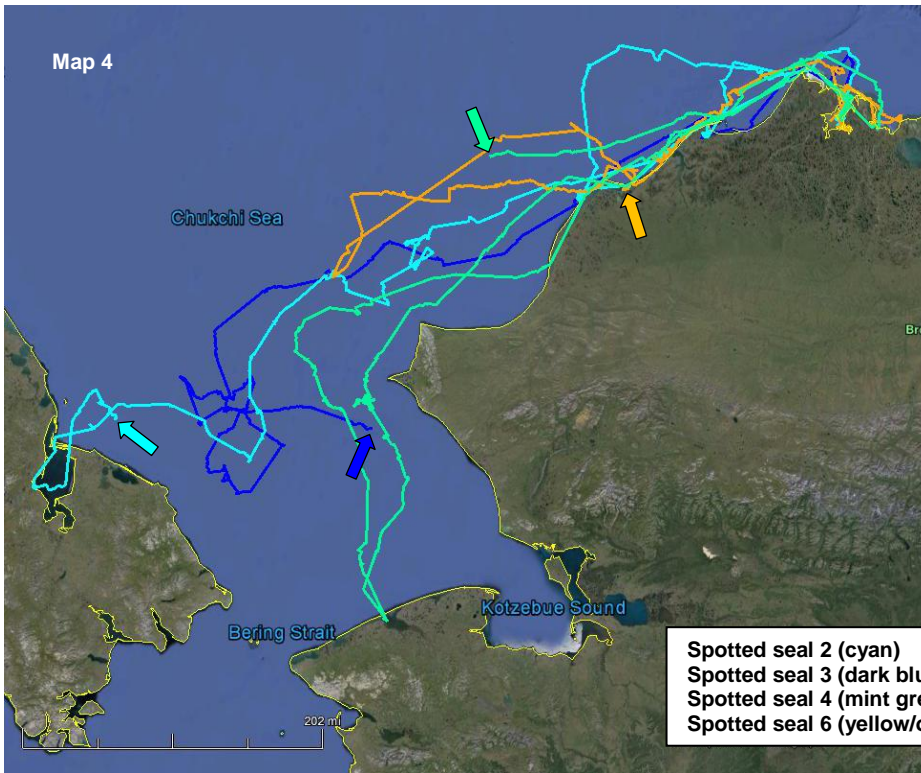 Map 4
Chukchi Sea
Br
Kotzebue Sound
Bering Strait
Spotted seal 2 (cyan)
Spotted seal 3 (dark blu
Spotted seal 4 (mint gre
Spotted seal 6 (yellow/o
202 mi